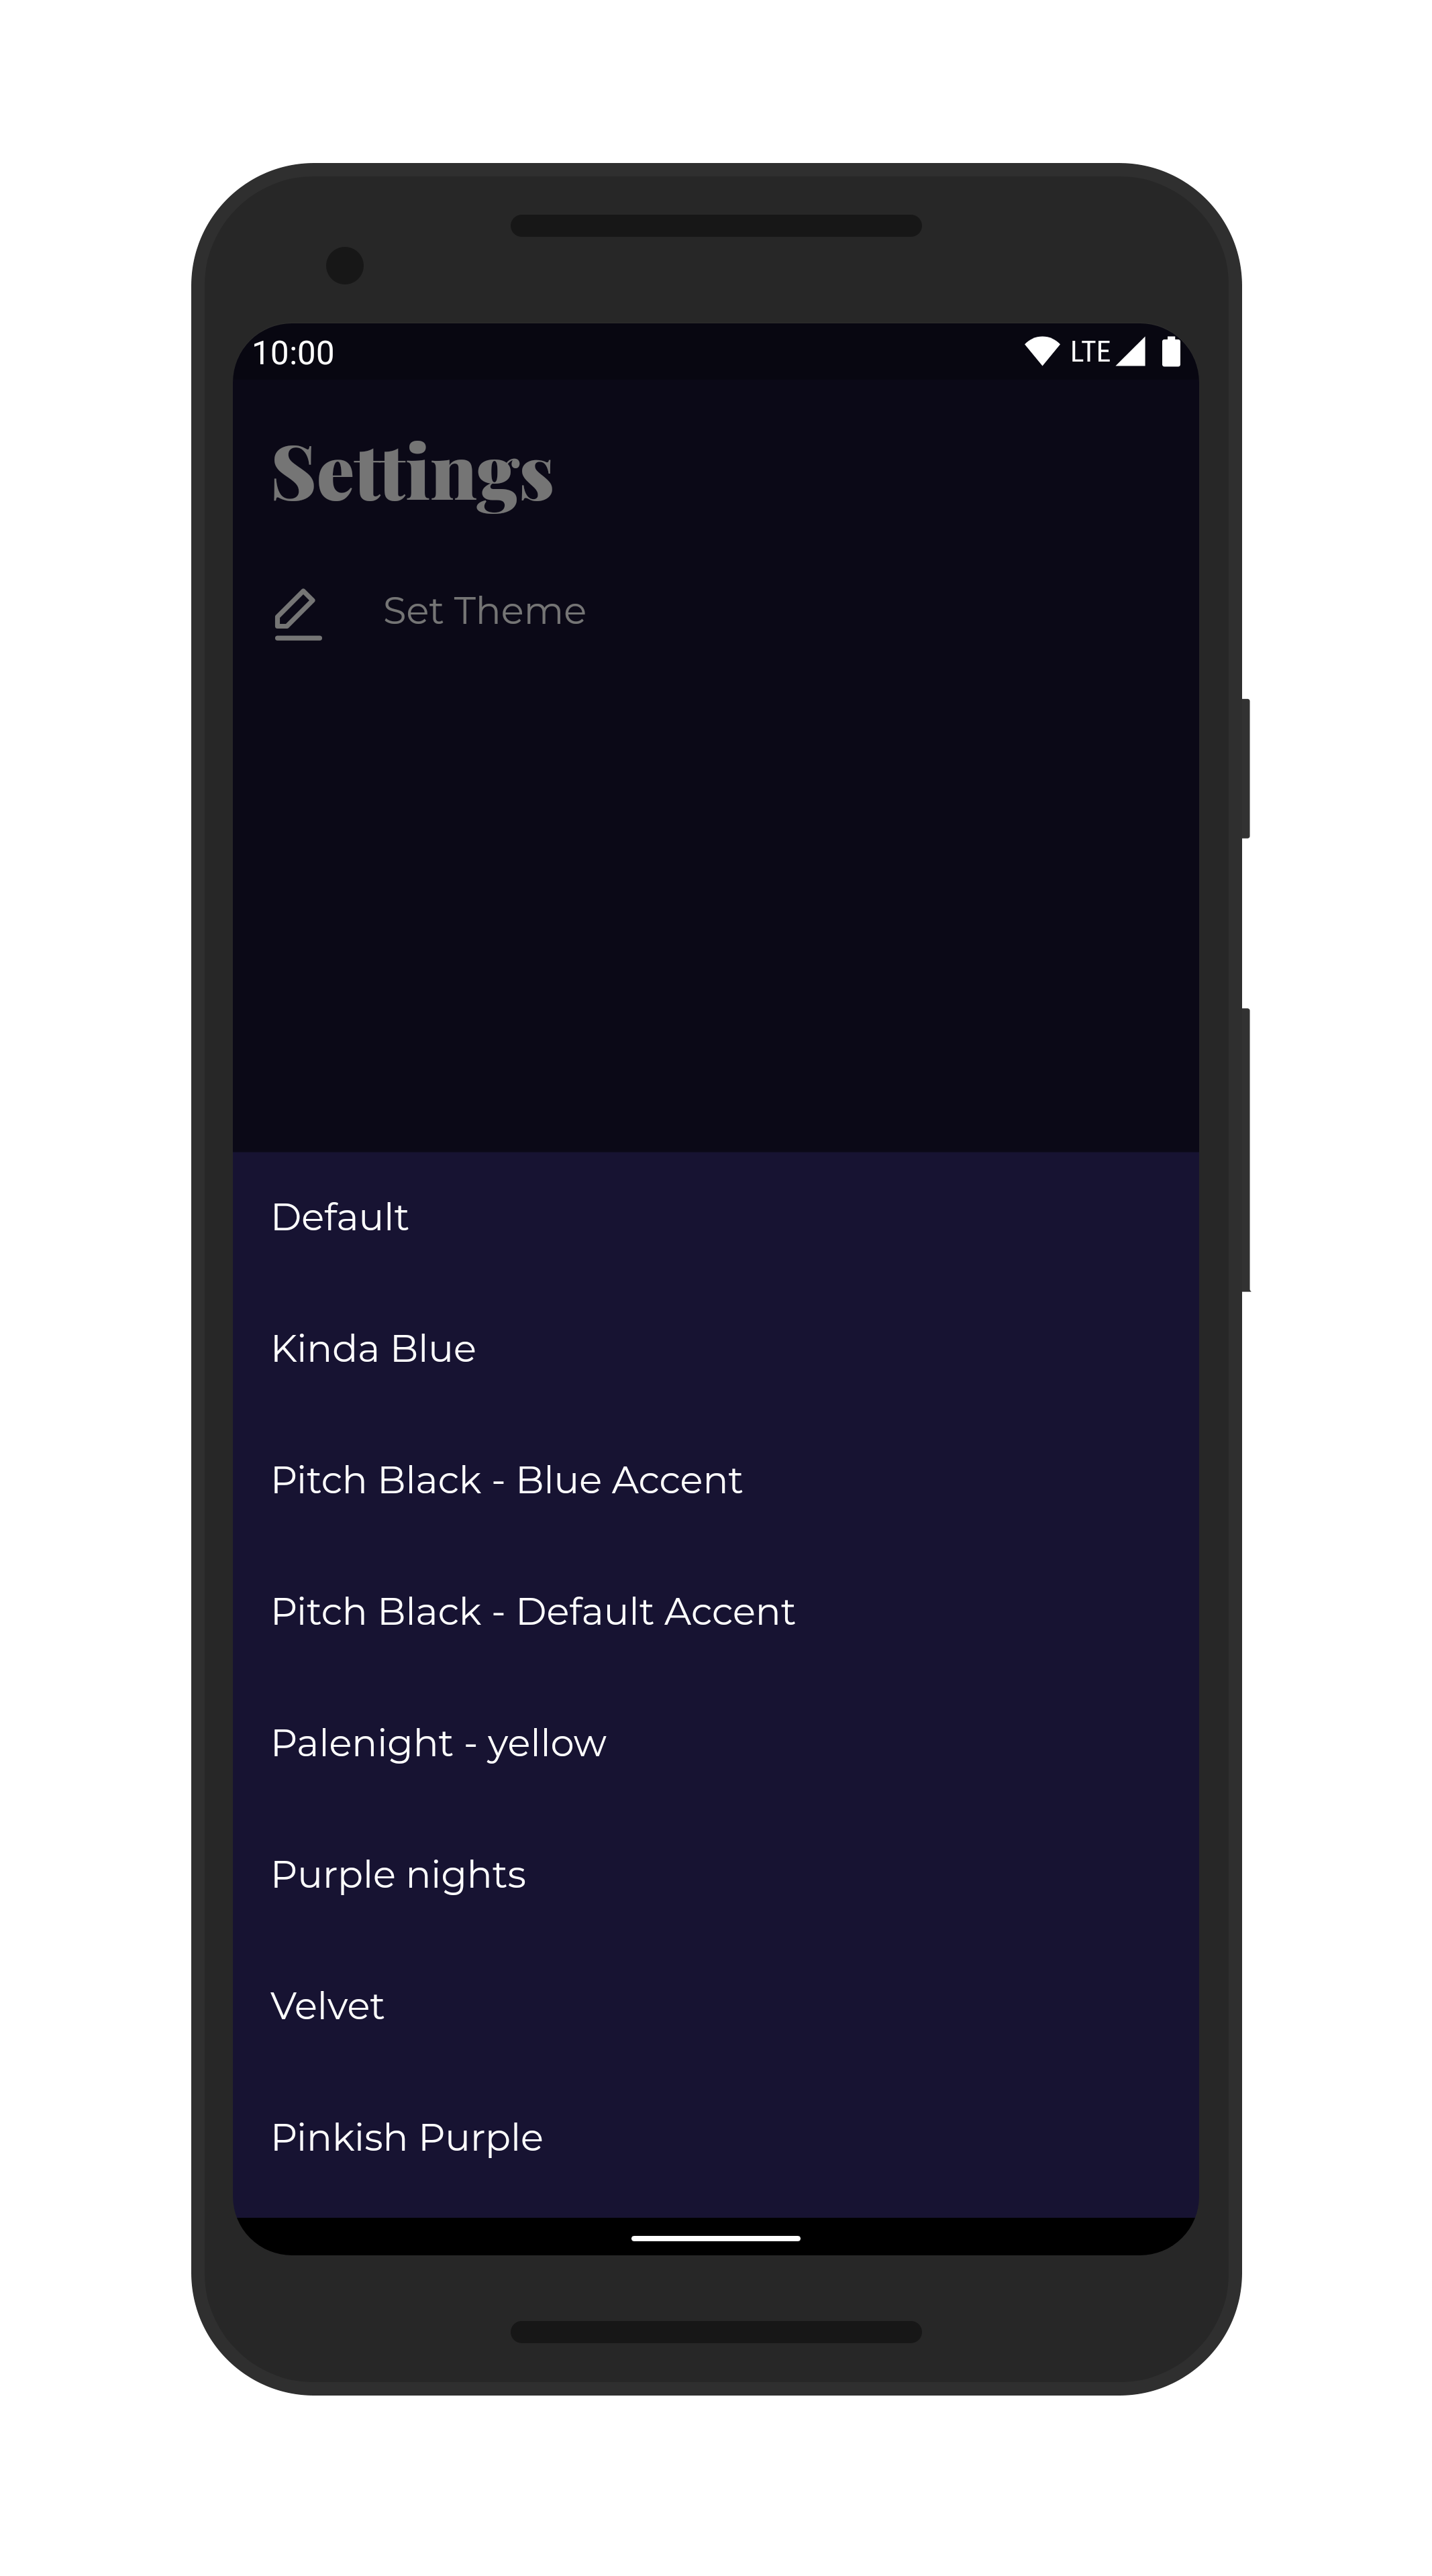 10:00 LTE
Settings
Set Theme
Default
Kinda Blue
Pitch Black - Blue Accent
Pitch Black - Default Accent
Palenight - yellow
Purple nights
Velvet
Pinkish Purple